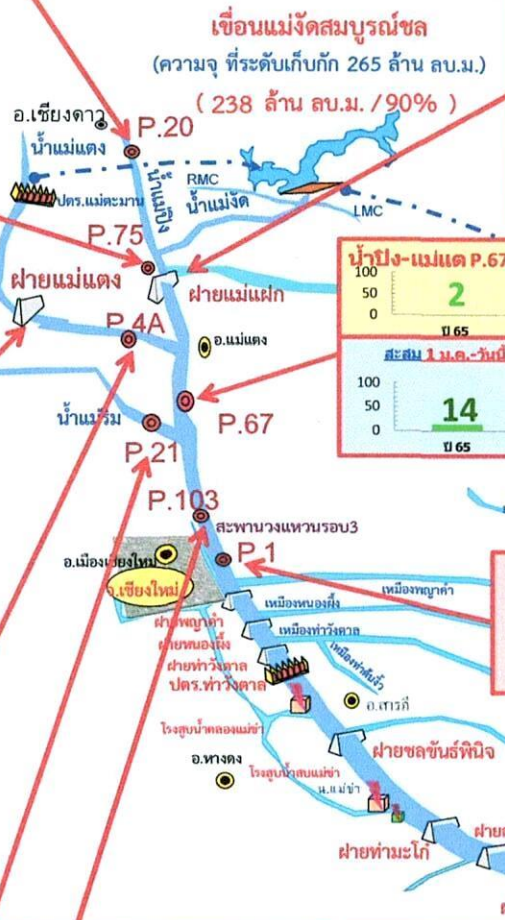 เขื่อนแม่งัดสมบูรณ์ชล
(ความจุ ที่ระดับเก็บกัก 265 ล้าน ลบ.ม.)
( 238 ล้าน ลบ.ม. /90% )
อ.เชียงดาว
P.20
น้ำแม่แตง
ปตร.แม่ตะมาน
น้ำแม่ปิง
RMC
น้ำแม่งัด
LMC
P.75
ฝายแม่แตง
ฝายแม่แฝก
น้ำปิง-แม่แต P.67
100
50
0
2
ปี 65
P.4A
อ.แม่แตง
สะสม 1 ม.ค.-วันนี้
100
50
0
14
ปี 65
น้ำแม่ริม
P.67
P.21
P.103
สะพานวงแหวนรอบ3
อ.เมืองเชียงใหม่
P.1
จ.เชียงใหม่
เหมืองพญาคำ
เหมืองหนองผึ้ง
ฝายพญาคำ
ฝายหนองผึ้ง
เหมืองท่าวังตาล
ฝายท่าวังตาล
ปตร.ท่าวังตาล
อ.สารภี
โรงสูบน้ำคลองแม่ข่า
ฝายชลขันธ์พินิจ
อ.หางดง
โรงสูบน้ำสบแม่ข่า
น.แม่ข่า
ฝายท่ามะโก๋